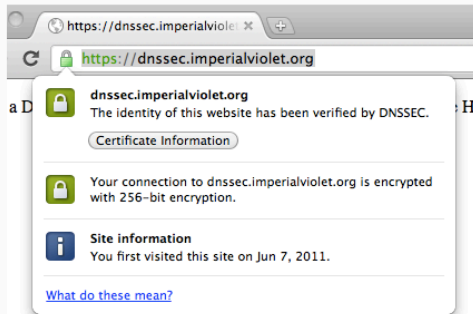 https://dnssec.imperialviolet
https://dnssec.imperialviolet.org
a D
H
dnssec.imperialviolet.org
The identity of this website has been verified by DNSSEC.
Certificate Information
Your connection to dnssec.imperialviolet.org is encrypted
with 256-bit encryption.
Site information
You first visited this site on Jun 7, 2011.
What do these mean?